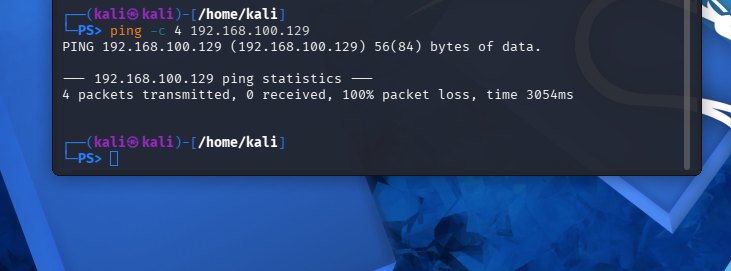 ┌──(kali㉿kali)-[/home/kali]
└─PS> ping -c 4 192.168.100.129
PING 192.168.100.129 (192.168.100.129) 56(84) bytes of data.
--- 192.168.100.129 ping statistics ---
4 packets transmitted, 0 received, 100% packet loss, time 3054ms
┌──(kali㉿kali)-[/home/kali]
└─PS>